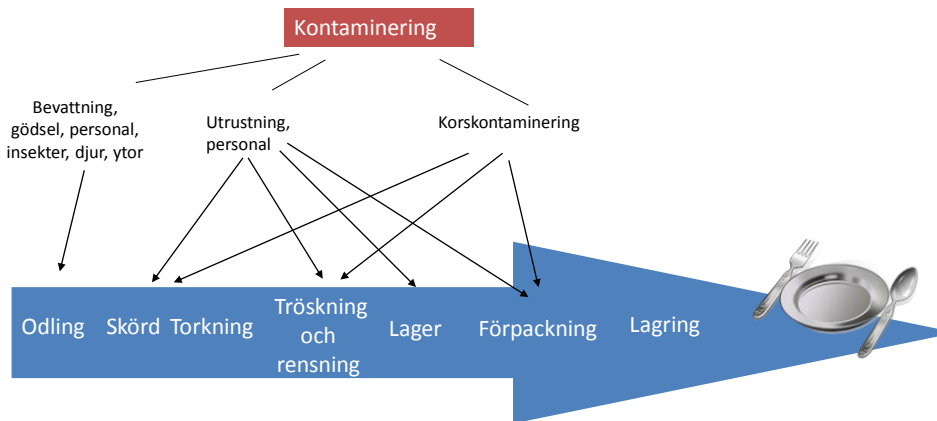 Kontaminering
Bevattning,
gödsel, personal,
insekter, djur, ytor
Utrustning,
personal
Korskontaminering
Odling
Skörd
Torkning
Tröskning
och
rensning
Lager
Förpackning
Lagring